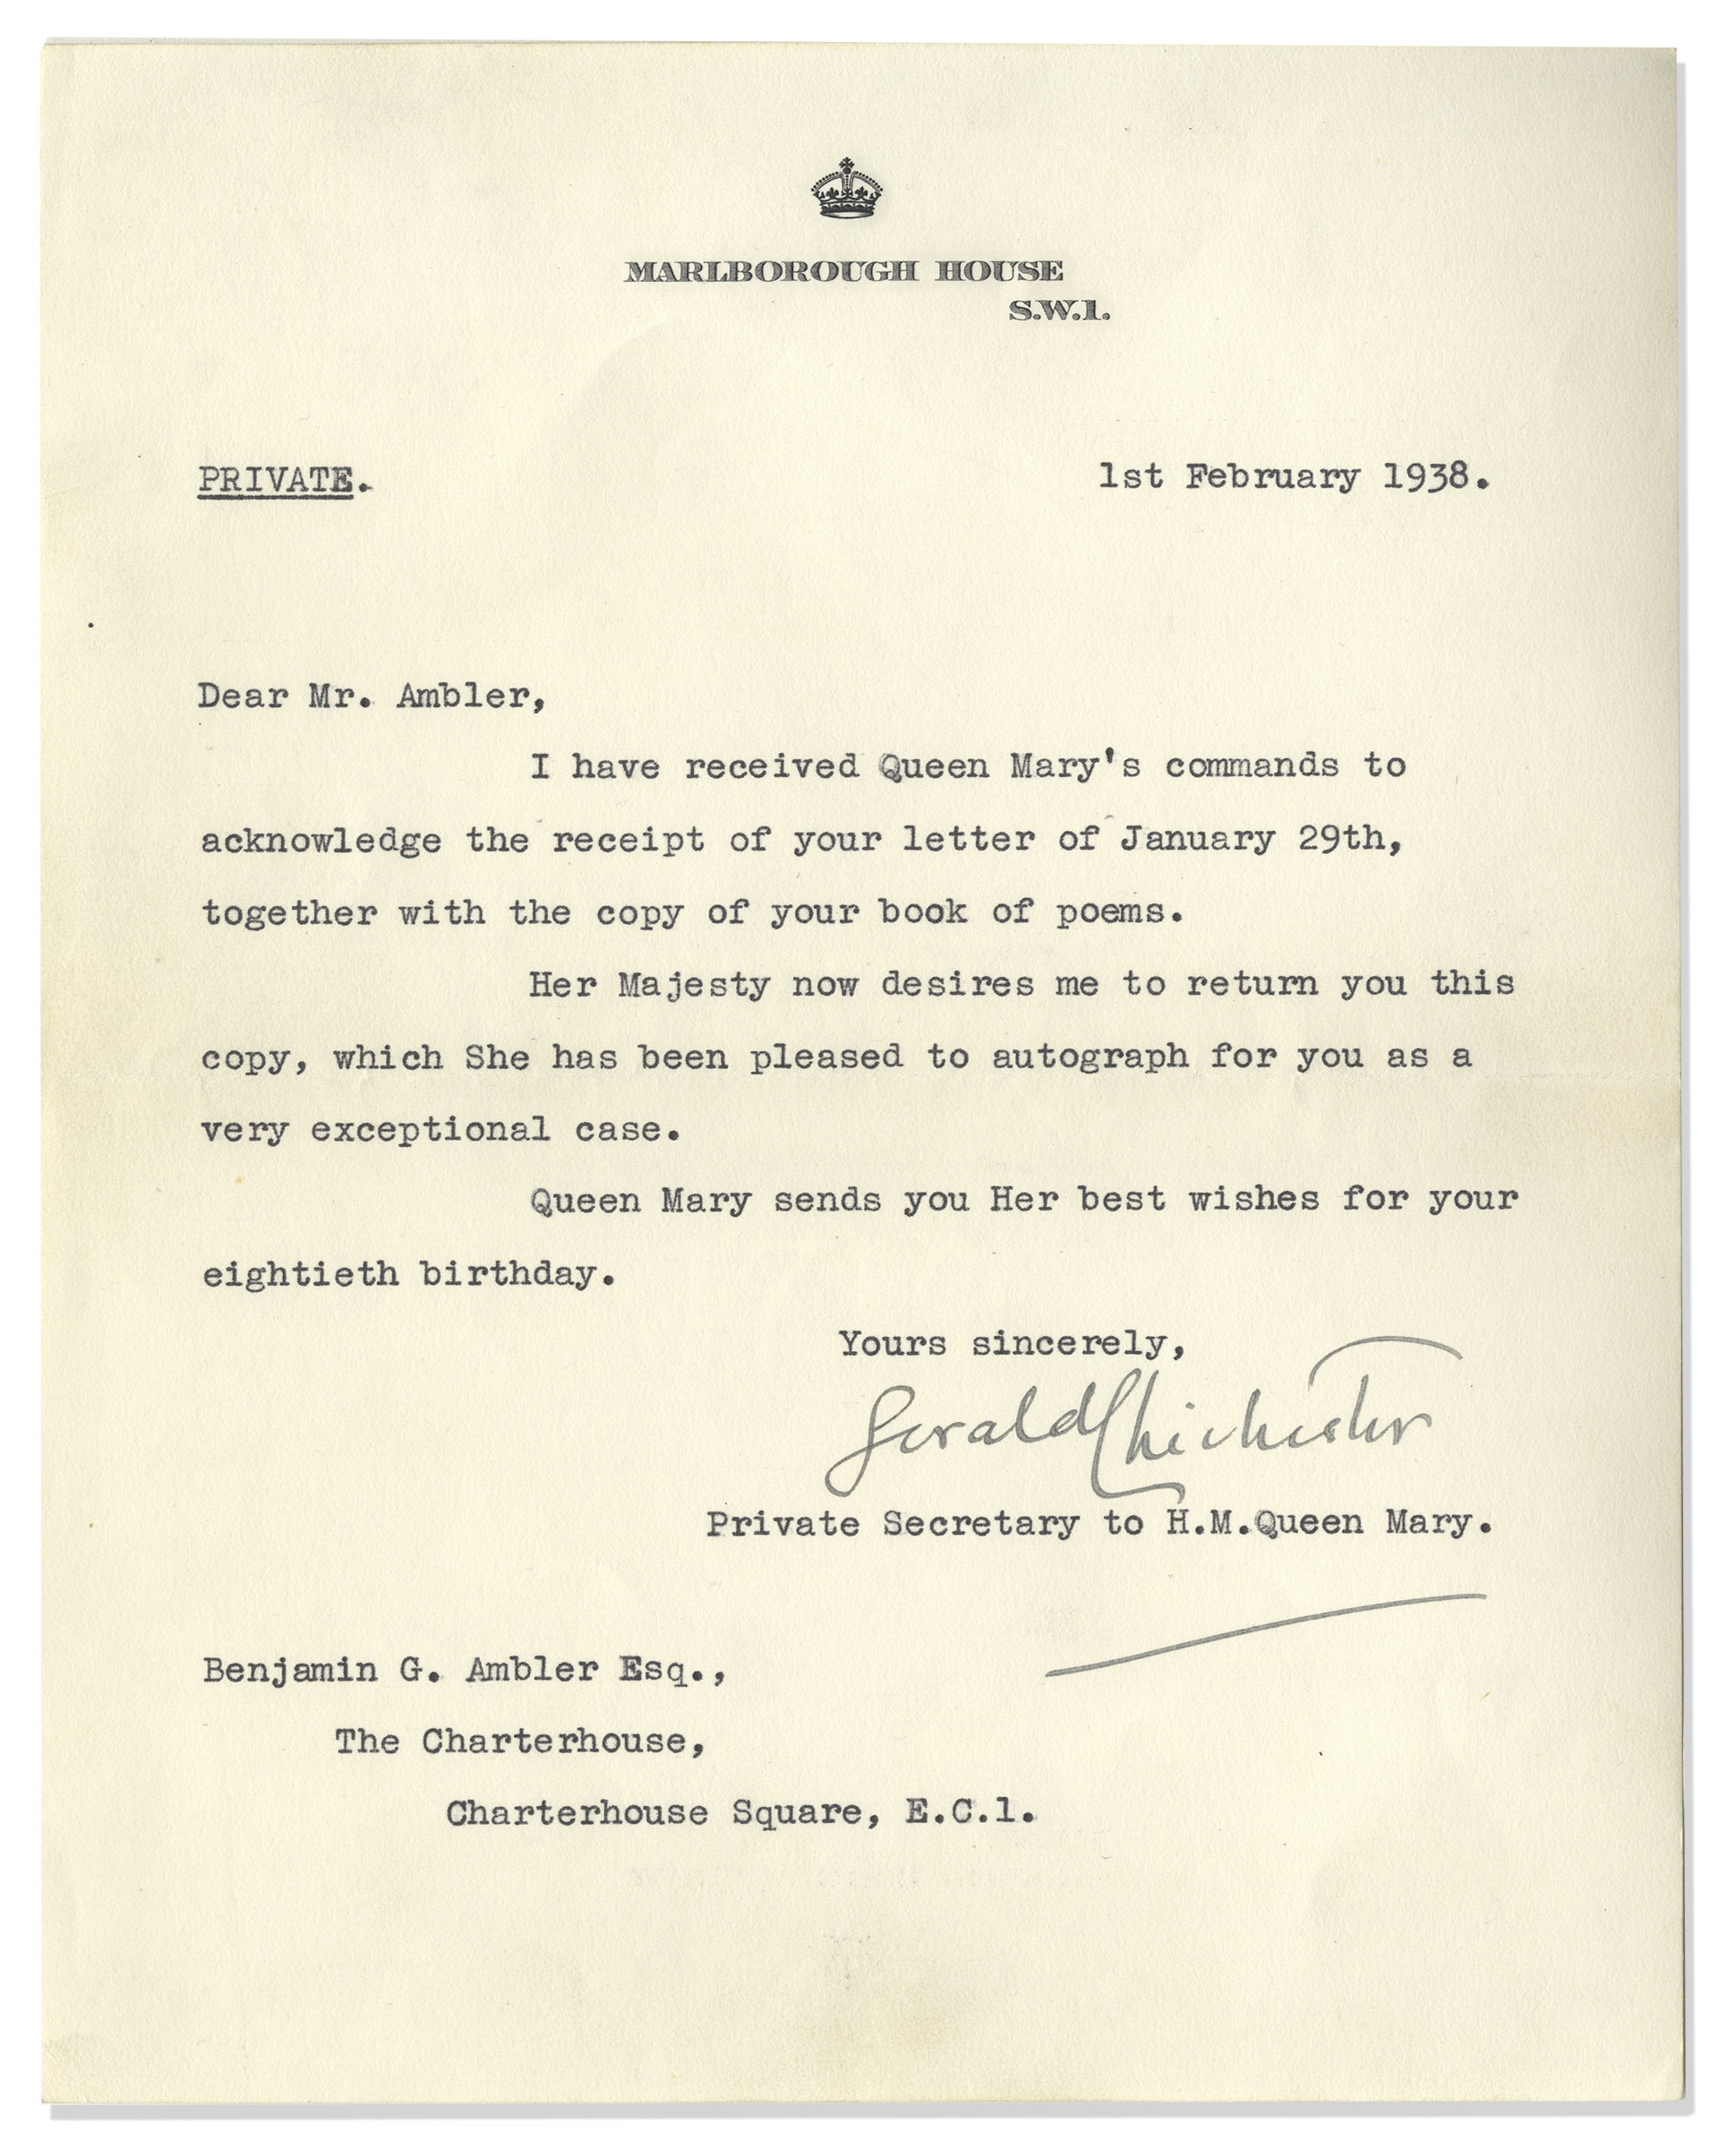 MARLBOROUGH HOUSE
S.W.1.
PRIVATE.
1st February 1938.
Dear Mr. Ambler,
I have received Queen Mary's commands to
acknowledge the receipt of your letter of January 29th,
together with the copy of your book of poems.
Her Majesty now desires me to return you this
copy, which She has been pleased to autograph for you as a
very exceptional case.
Queen Mary sends you Her best wishes for your
eightieth birthday.
Yours sincerely,
Gerald Chichester
Private Secretary to H.M.Queen Mary.
Benjamin G. Ambler Esq.,
The Charterhouse,
Charterhouse Square, E.C.1.